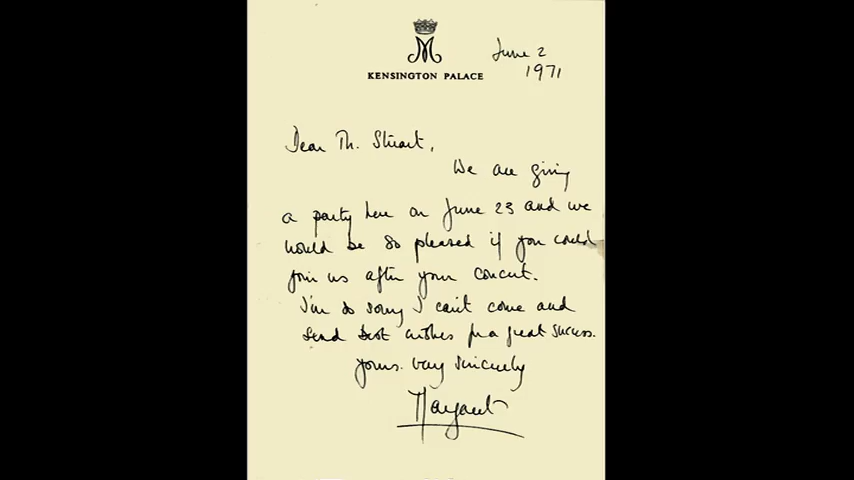 M
KENSINGTON PALACE
June 2
1971
Dear Mr. Stewart,
We are giving
a party here on June 23 and we
would be so pleased if you could
join us after your concert.
I'm so sorry I can't come and
send best wishes for a great success.
yours very sincerely
Margaret